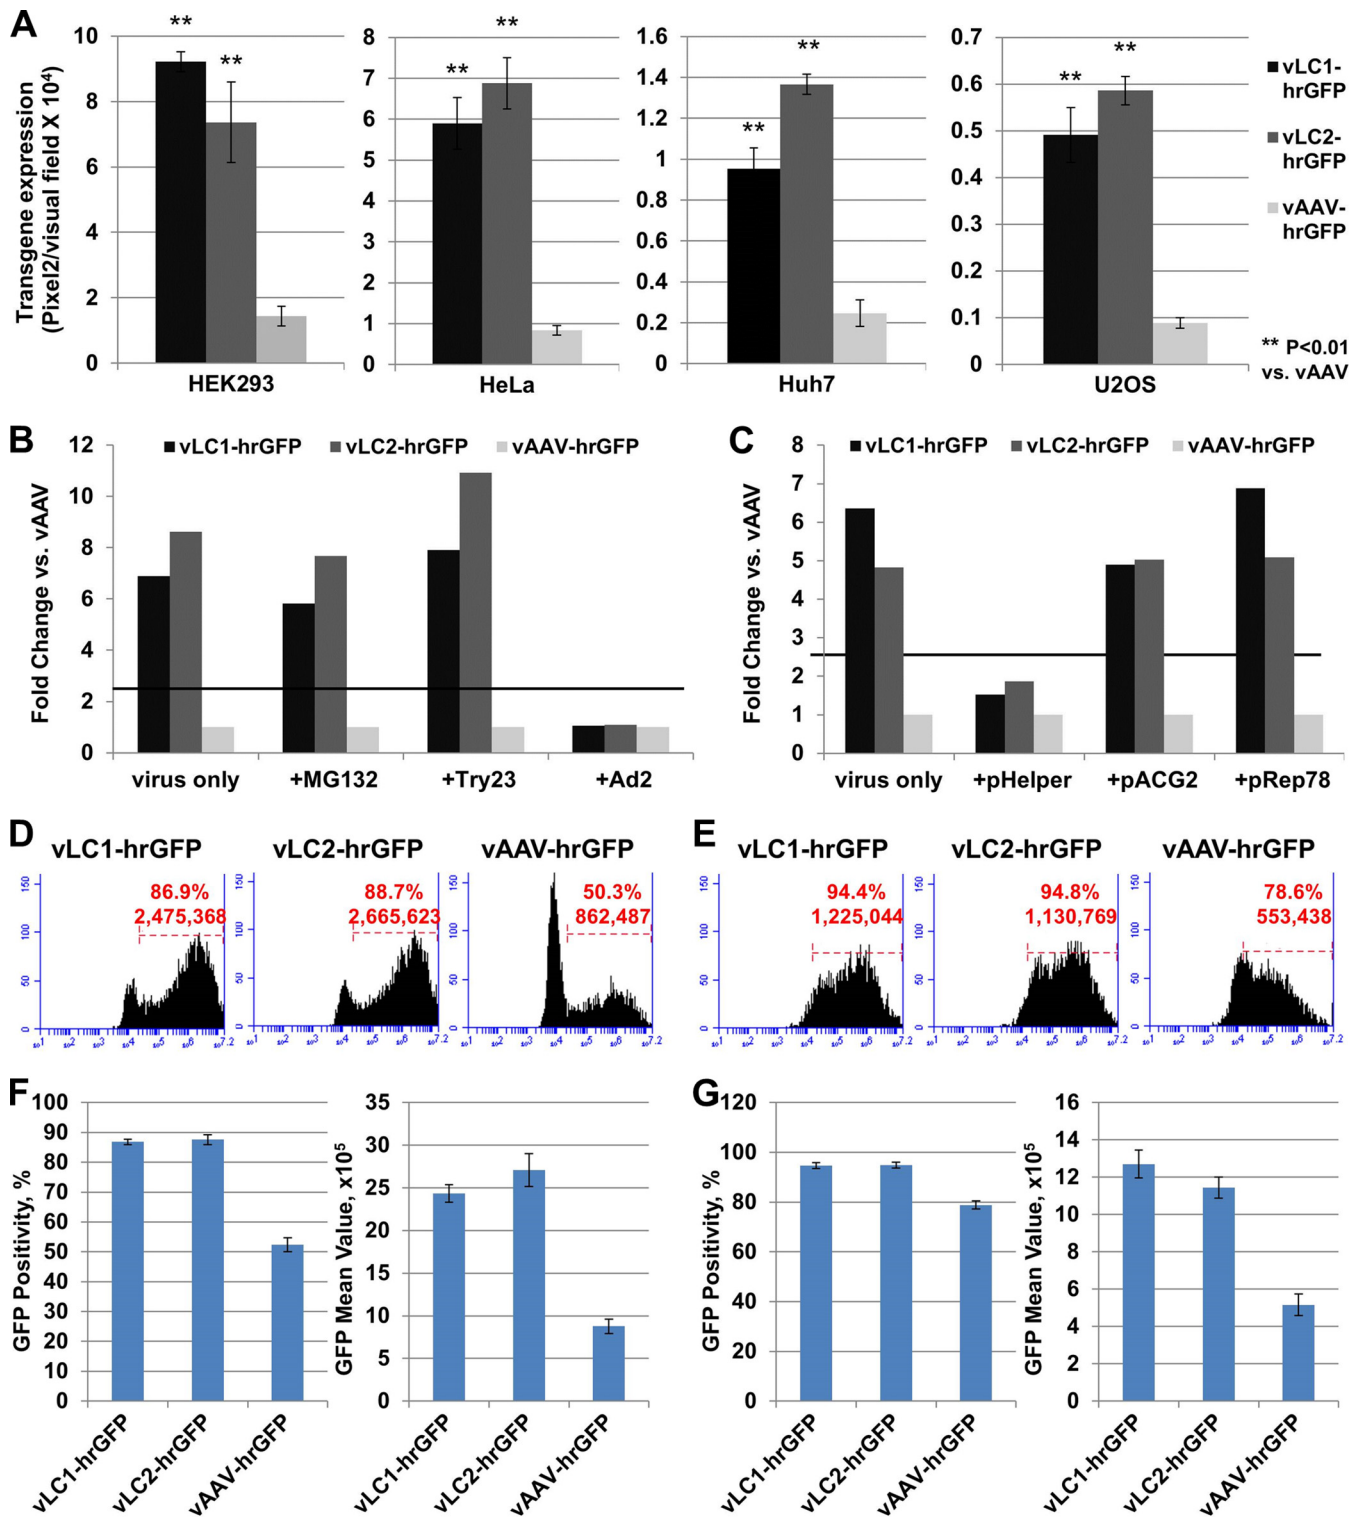 A
Transgene expression
(Pixel2/visual field X 10⁴)
10
8
6
4
2
0
**
**
HEK293
8
7
6
5
4
3
2
1
0
**
**
HeLa
1.6
1.4
1.2
1
0.8
0.6
0.4
0.2
0
**
**
Huh7
0.7
0.6
0.5
0.4
0.3
0.2
0.1
0
**
**
U2OS
vLC1-
hrGFP
vLC2-
hrGFP
vAAV-
hrGFP
** P<0.01
vs. vAAV
B
Fold Change vs. vAAV
12
10
8
6
4
2
0
vLC1-hrGFP vLC2-hrGFP vAAV-hrGFP
virus only +MG132 +Try23 +Ad2
C
Fold Change vs. vAAV
8
7
6
5
4
3
2
1
0
vLC1-hrGFP vLC2-hrGFP vAAV-hrGFP
virus only +pHelper +pACG2 +pRep78
D
vLC1-hrGFP vLC2-hrGFP vAAV-hrGFP
86.9% 88.7% 50.3%
2,475,368 2,665,623 862,487
E
vLC1-hrGFP vLC2-hrGFP vAAV-hrGFP
94.4% 94.8% 78.6%
1,225,044 1,130,769 553,438
F
GFP Positivity, %
100
90
80
70
60
50
40
30
20
10
0
vLC1-hrGFP
vLC2-hrGFP
vAAV-hrGFP
GFP Mean Value, x10⁵
35
30
25
20
15
10
5
0
vLC1-hrGFP
vLC2-hrGFP
vAAV-hrGFP
G
GFP Positivity, %
120
100
80
60
40
20
0
vLC1-hrGFP
vLC2-hrGFP
vAAV-hrGFP
GFP Mean Value, x10⁵
16
14
12
10
8
6
4
2
0
vLC1-hrGFP
vLC2-hrGFP
vAAV-hrGFP